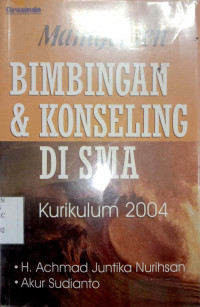 Grasindo
Manajemen
BIMBINGAN
& KONSELING
DI SMA
Kurikulum 2004
• H. Achmad Juntika Nurihsan
• Akur Sudianto